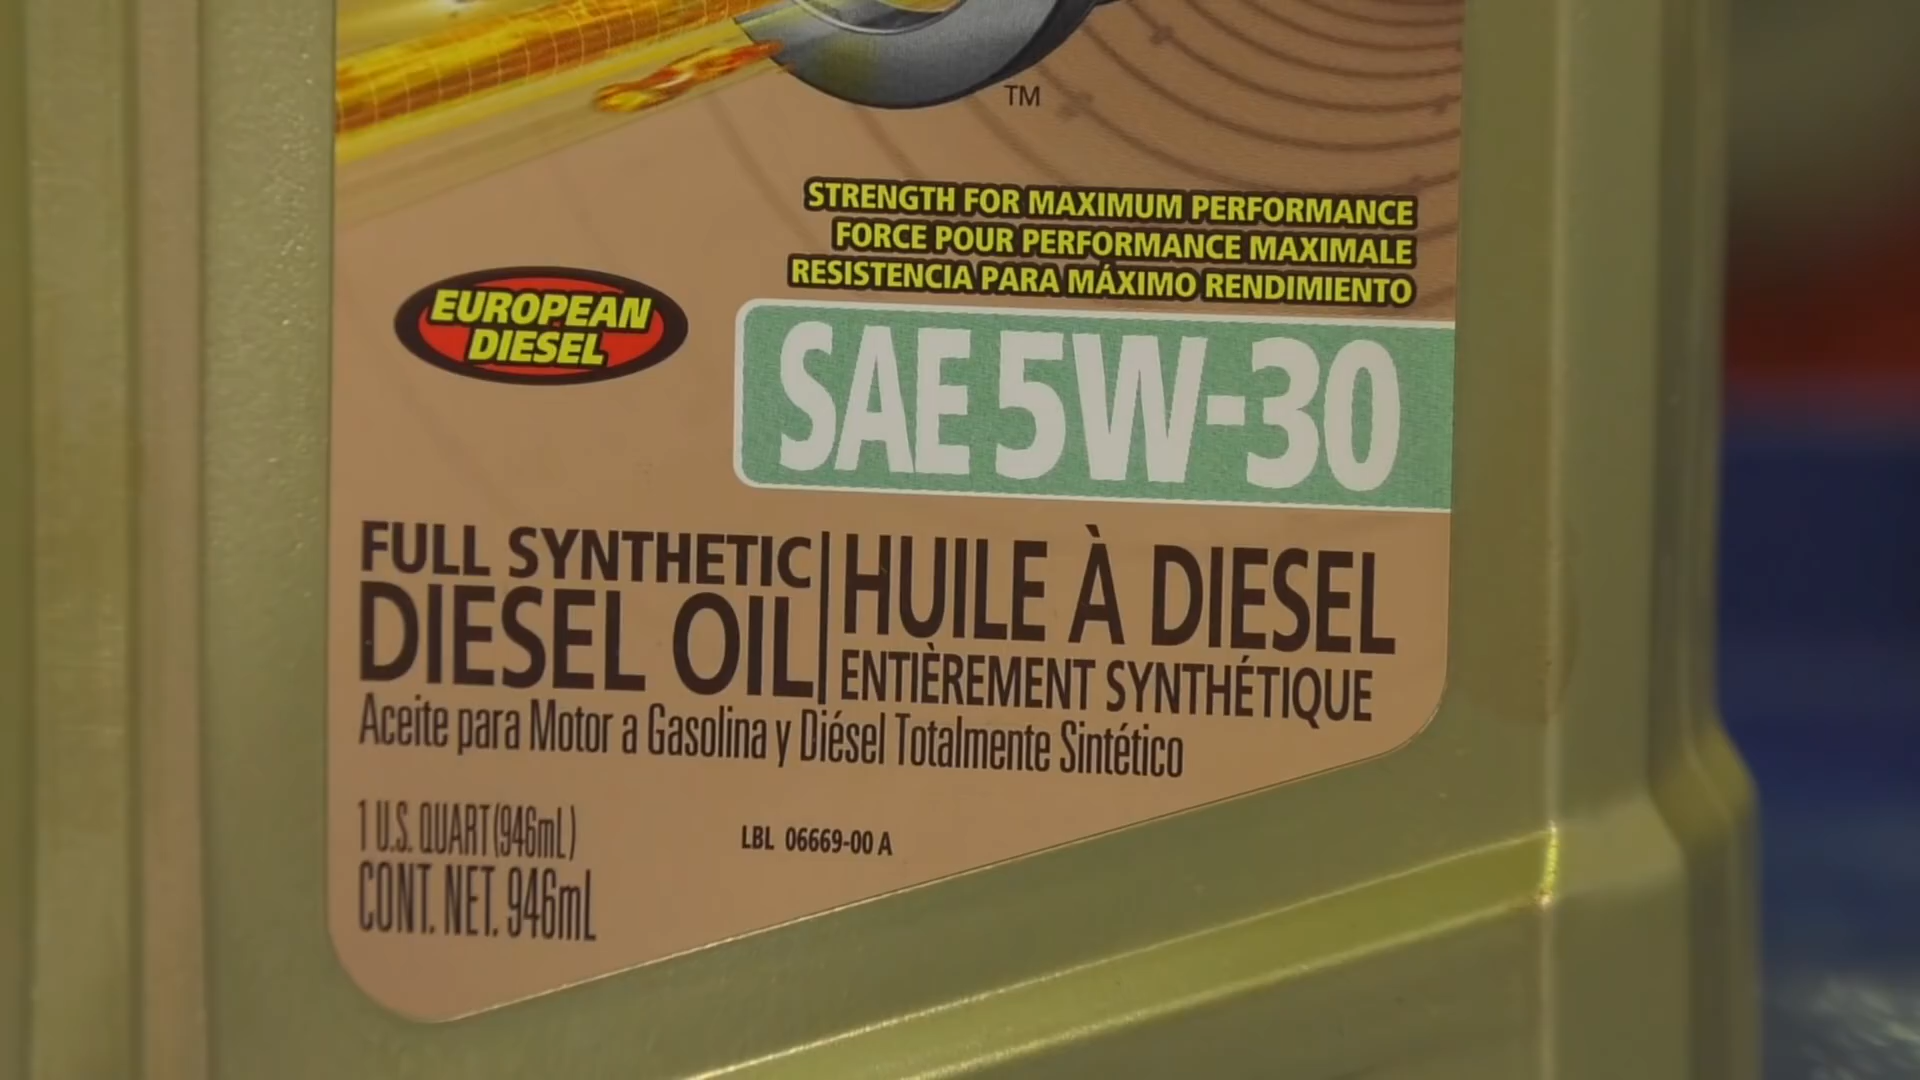 TM
STRENGTH FOR MAXIMUM PERFORMANCE
FORCE POUR PERFORMANCE MAXIMALE
RESISTENCIA PARA MÁXIMO RENDIMIENTO
EUROPEAN
DIESEL
SAE 5W-30
FULL SYNTHETIC
DIESEL OIL
HUILE À DIESEL
ENTIÈREMENT SYNTHÉTIQUE
Aceite para Motor a Gasolina y Diésel Totalmente Sintético
1 U.S. QUART (946mL)
CONT. NET. 946mL
LBL 06669-00 A